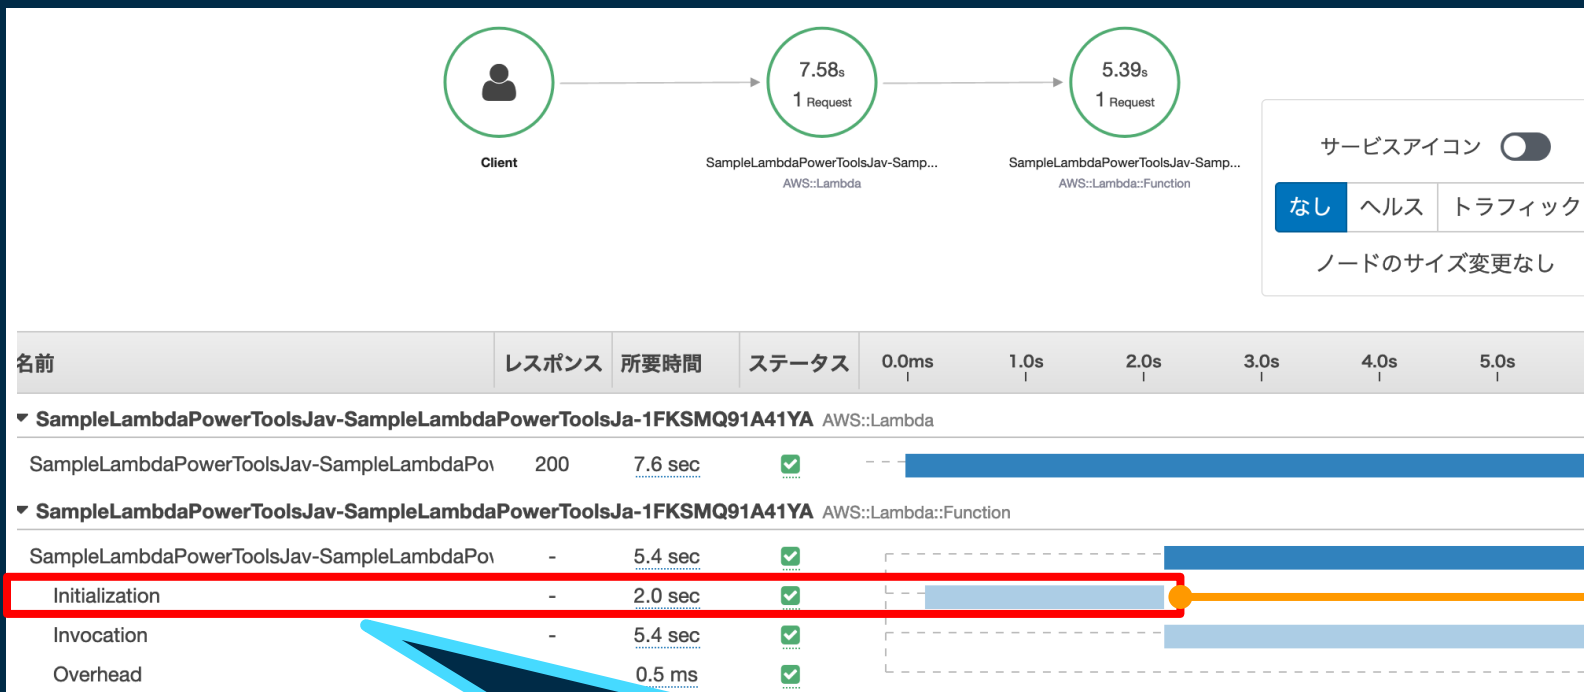 7.58s
1 Request
5.39s
1 Request
Client
SampleLambdaPowerToolsJav-Samp...
AWS::Lambda
SampleLambdaPowerToolsJav-Samp...
AWS::Lambda::Function
サービスアイコン
なし ヘルス トラフィック
ノードのサイズ変更なし
名前 レスポンス 所要時間 ステータス 0.0ms 1.0s 2.0s 3.0s 4.0s 5.0s
SampleLambdaPowerToolsJav-SampleLambdaPowerToolsJa-1FKSMQ91A41YA AWS::Lambda
SampleLambdaPowerToolsJav-SampleLambdaPov 200 7.6 sec
SampleLambdaPowerToolsJav-SampleLambdaPowerToolsJa-1FKSMQ91A41YA AWS::Lambda::Function
SampleLambdaPowerToolsJav-SampleLambdaPov - 5.4 sec
Initialization - 2.0 sec
Invocation - 5.4 sec
Overhead 0.5 ms